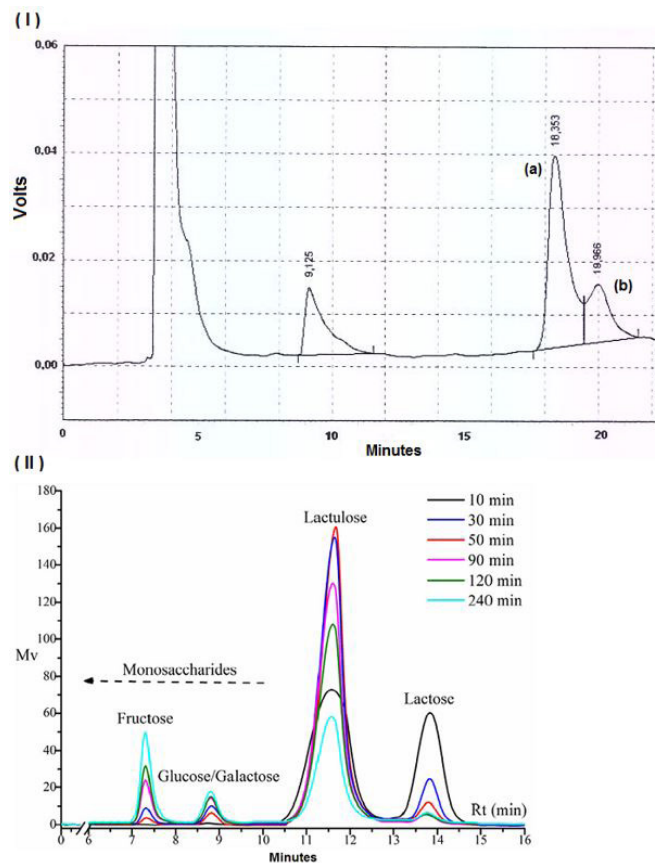 ( I )
0,06
0,04
0,02
0,00
Volts
9,125
18,353
19,966
(a)
(b)
0 5 10 15 20
Minutes
( II )
180
160
140
120
100
80
60
40
20
0
Mv
Lactulose
10 min
30 min
50 min
90 min
120 min
240 min
Monosaccharides
Fructose
Glucose/Galactose
Lactose
Rt (min)
0 6 7 8 9 10 11 12 13 14 15 16
Minutes